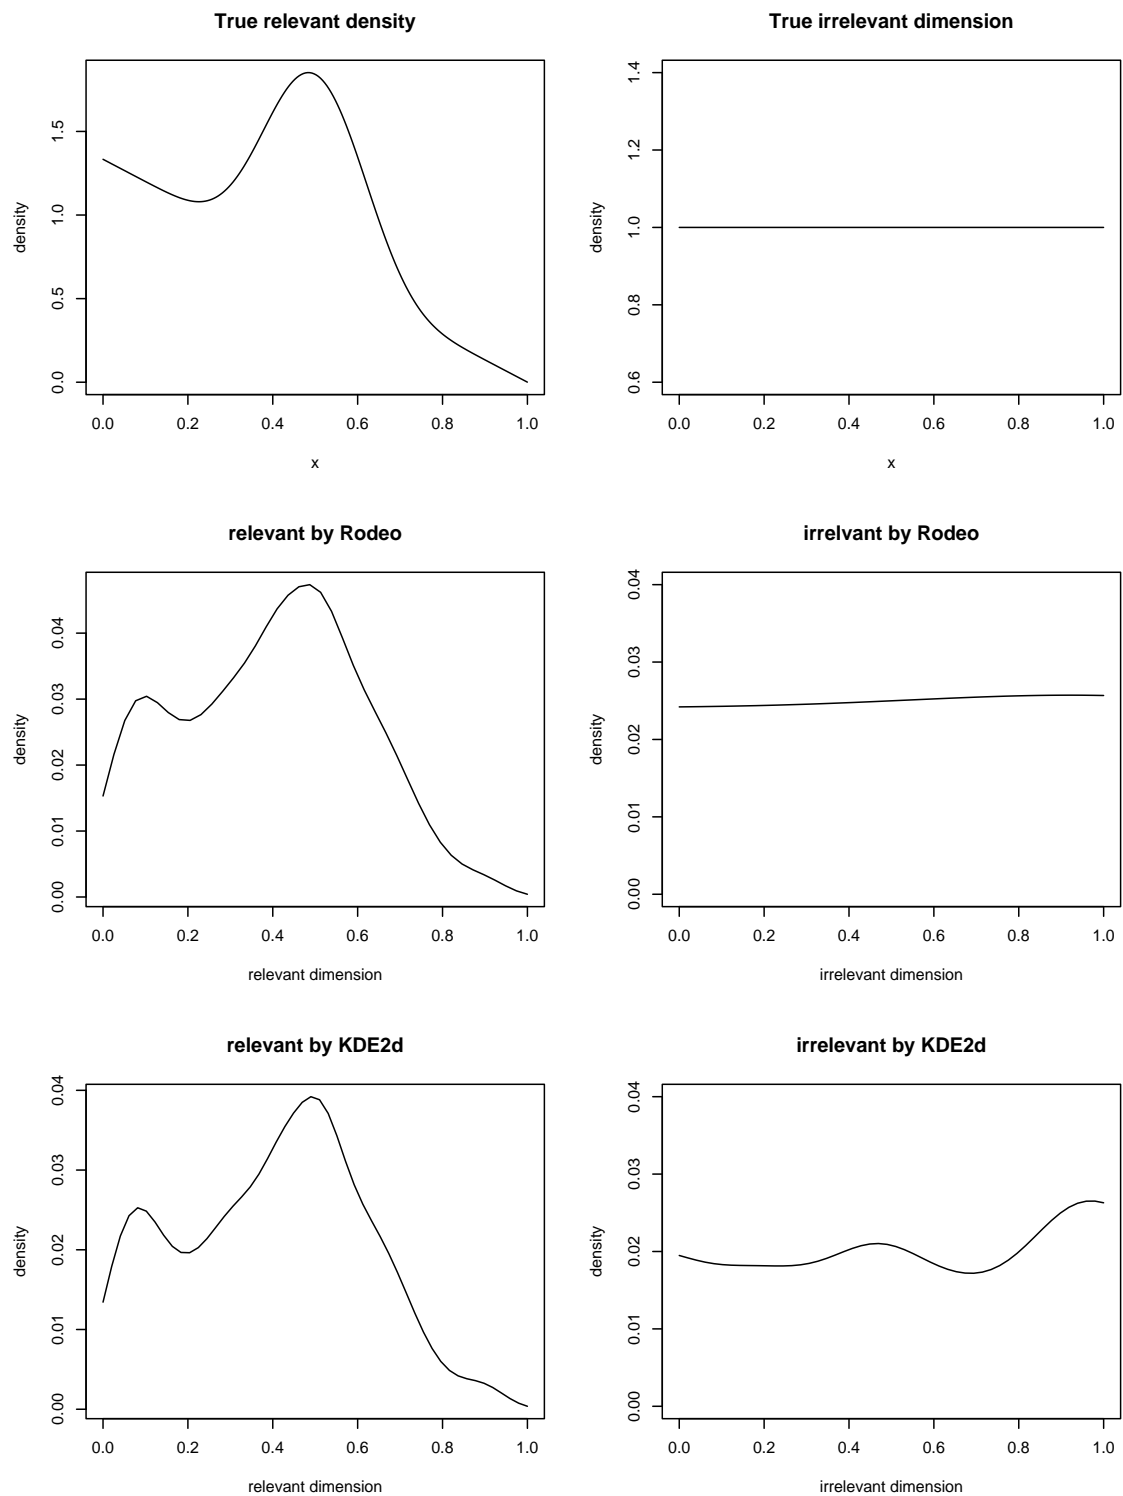 True relevant density
density
0.0 0.5 1.0 1.5
0.0 0.2 0.4 0.6 0.8 1.0
x
True irrelevant dimension
density
0.6 0.8 1.0 1.2 1.4
0.0 0.2 0.4 0.6 0.8 1.0
x
relevant by Rodeo
density
0.00 0.01 0.02 0.03 0.04
0.0 0.2 0.4 0.6 0.8 1.0
relevant dimension
irrelvant by Rodeo
density
0.00 0.01 0.02 0.03 0.04
0.0 0.2 0.4 0.6 0.8 1.0
irrelevant dimension
relevant by KDE2d
density
0.00 0.01 0.02 0.03 0.04
0.0 0.2 0.4 0.6 0.8 1.0
relevant dimension
irrelevant by KDE2d
density
0.00 0.01 0.02 0.03 0.04
0.0 0.2 0.4 0.6 0.8 1.0
irrelevant dimension